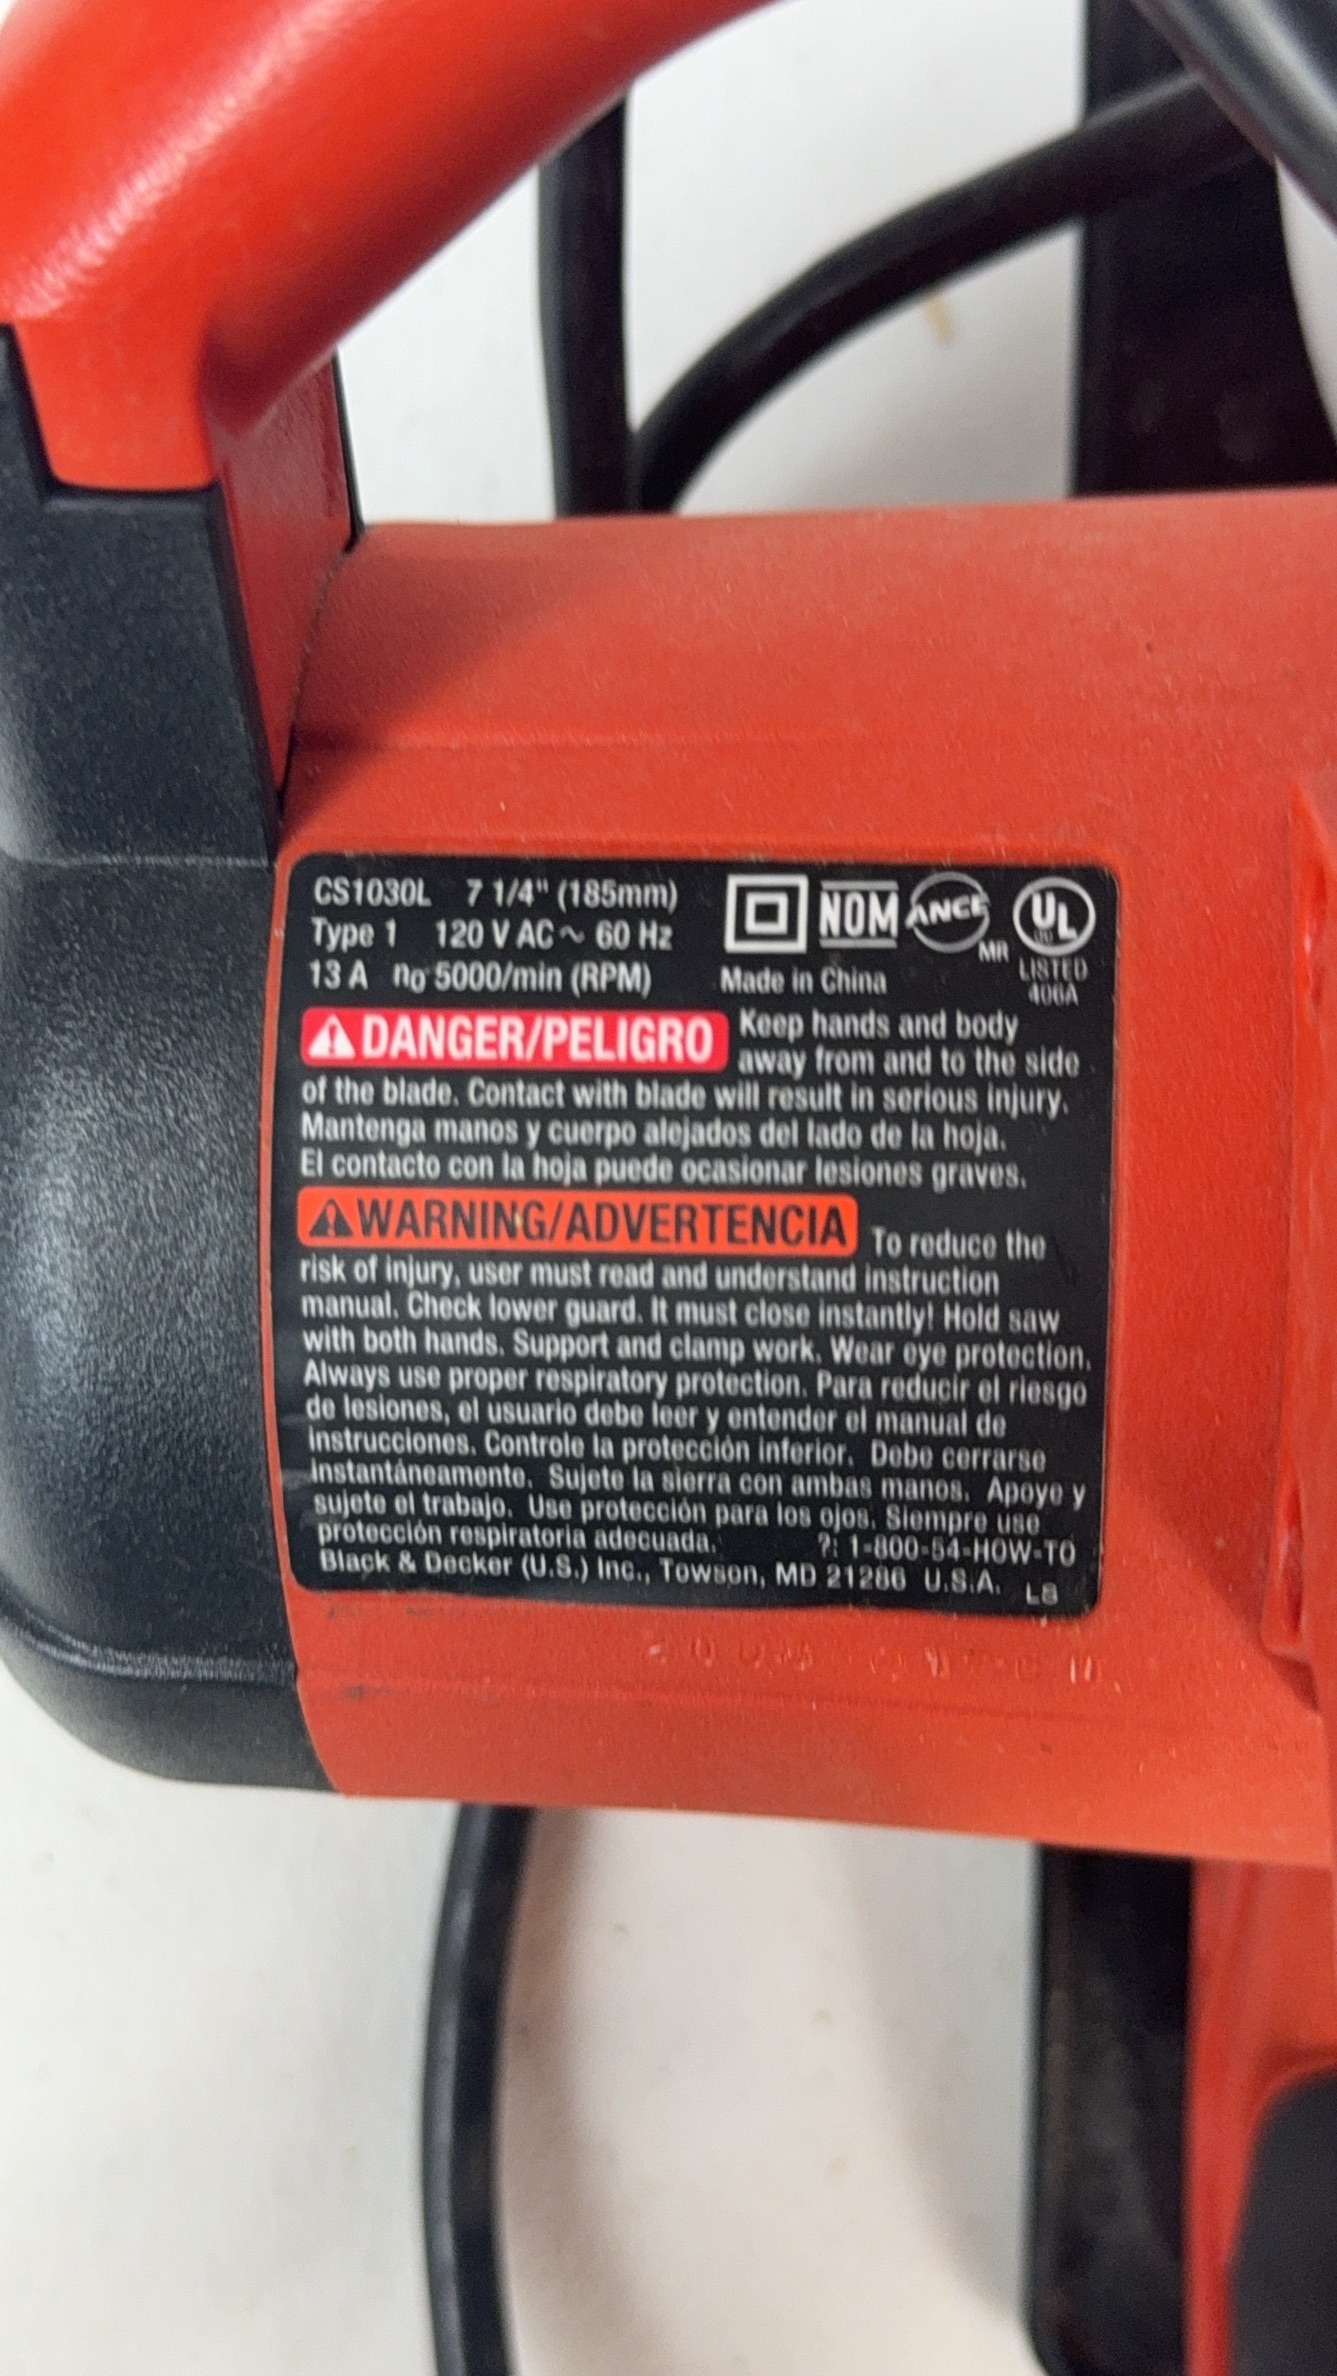 CS1030L 7 1/4" (185mm)
Type 1 120 V AC ~ 60 Hz
13 A n₀ 5000/min (RPM)
NOM
ANCE
MR
UL
LISTED
406A
Made in China
⚠DANGER/PELIGRO Keep hands and body
away from and to the side
of the blade. Contact with blade will result in serious injury.
Mantenga manos y cuerpo alejados del lado de la hoja.
El contacto con la hoja puede ocasionar lesiones graves.
⚠WARNING/ADVERTENCIA To reduce the
risk of injury, user must read and understand instruction
manual. Check lower guard. It must close instantly! Hold saw
with both hands. Support and clamp work. Wear eye protection.
Always use proper respiratory protection. Para reducir el riesgo
de lesiones, el usuario debe leer y entender el manual de
instrucciones. Controle la protección inferior. Debe cerrarse
instantáneamente. Sujete la sierra con ambas manos. Apoye y
sujete el trabajo. Use protección para los ojos. Siempre use
protección respiratoria adecuada. ?: 1-800-54-HOW-TO
Black & Decker (U.S.) Inc., Towson, MD 21286 U.S.A. LS